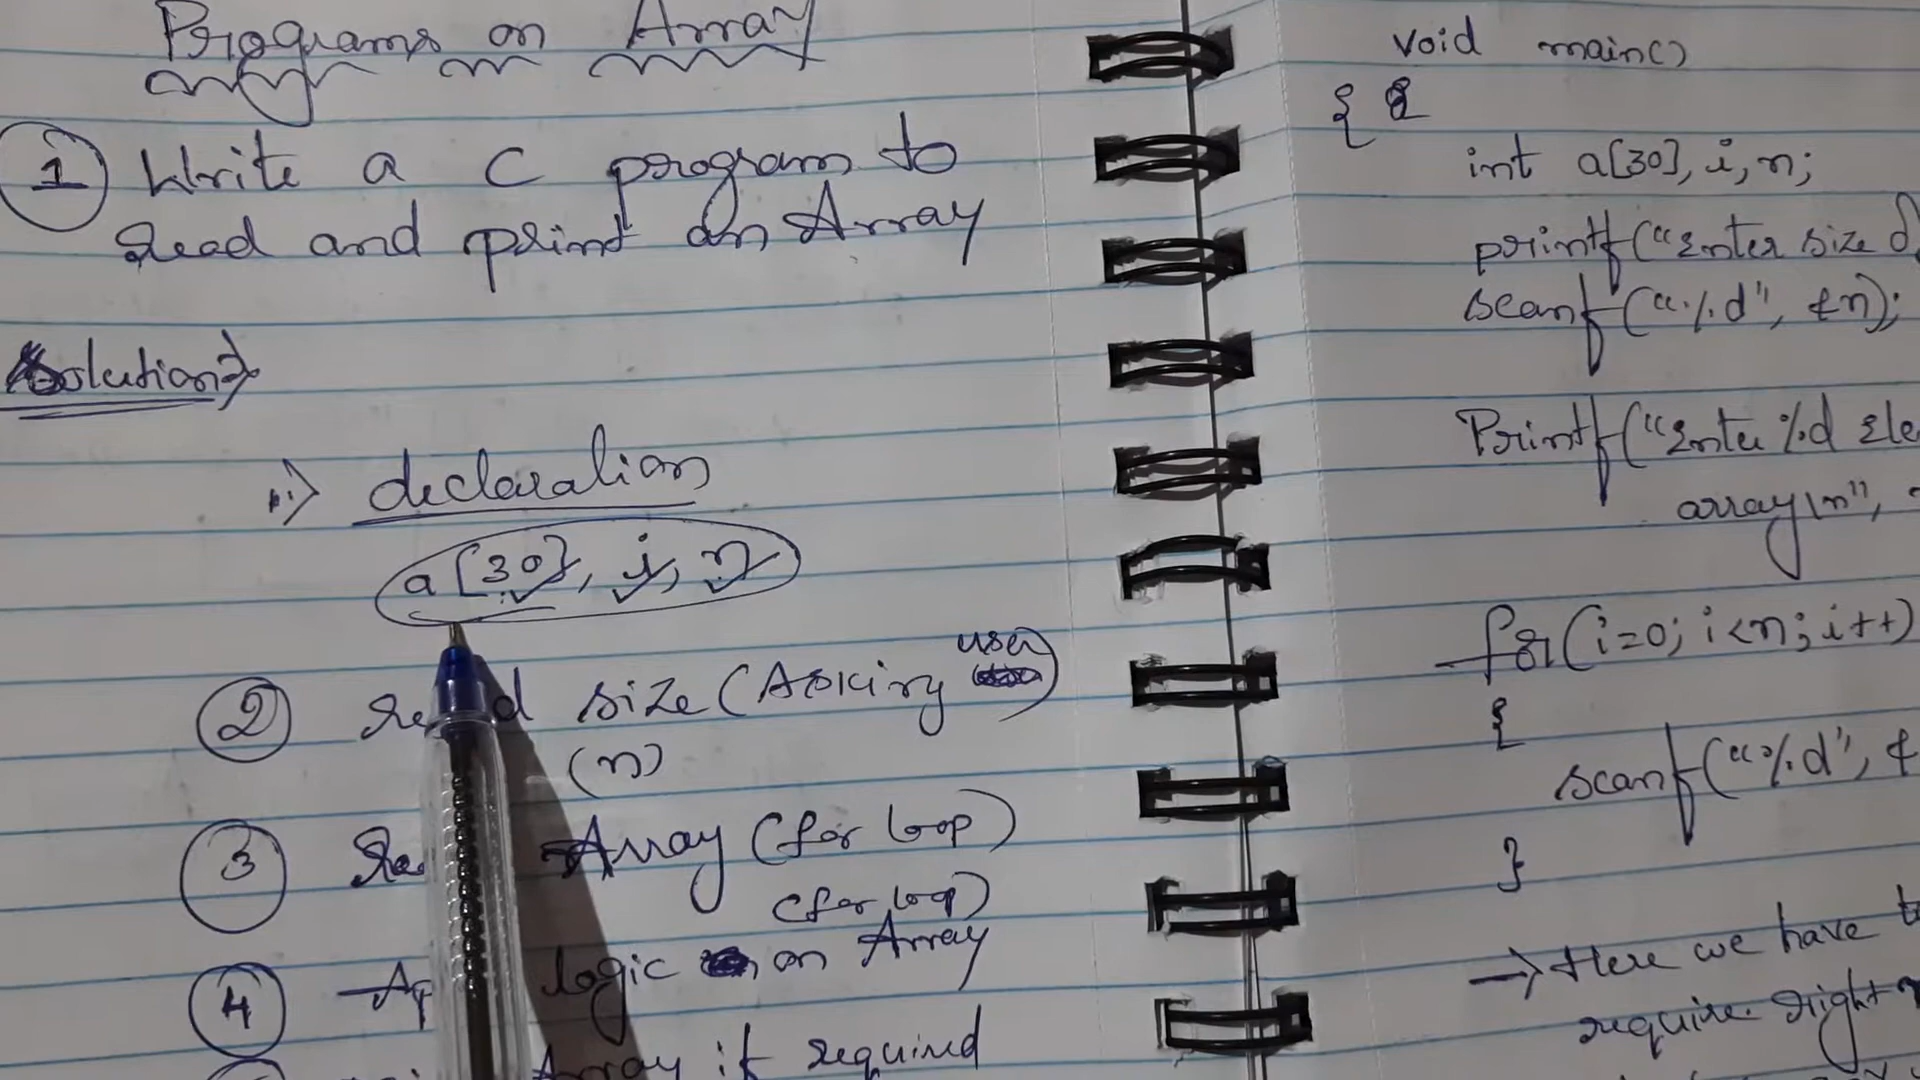 Programs on Array
1 Write a C program to
Read and print an Array
Solution⇒
i) declaration
a[30], i, n
2 size (Asking user)
(n)
3 Array (for loop)
(for loop)
4 logic on Array
Array if required
void main()
{
int a[30], i, n;
printf("Enter size
scanf("%d", &n);
Printf("Enter %d Ele
array\n",
for(i=0; i<n; i++)
{
scanf("%d", &
}
→ Here we have
require right